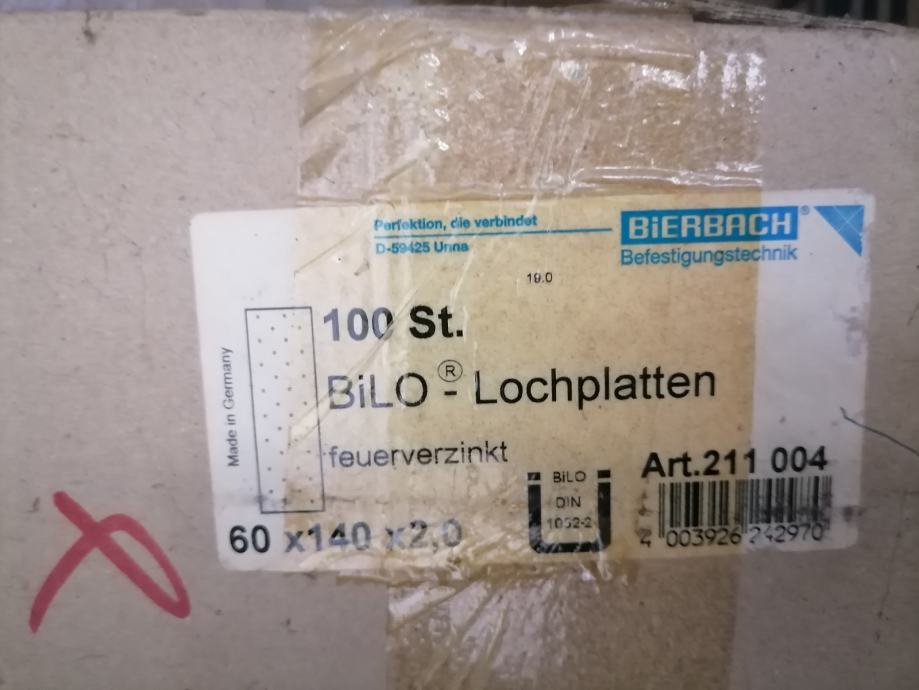 Perfektion, die verbindet
D-59425 Unna
BiERBACH®
Befestigungstechnik
19.0
100 St.
BiLO® - Lochplatten
feuerverzinkt
Made in Germany
60 x140 x2,0
BiLO
DIN
1052-2
Art.211 004
4 003926 242970